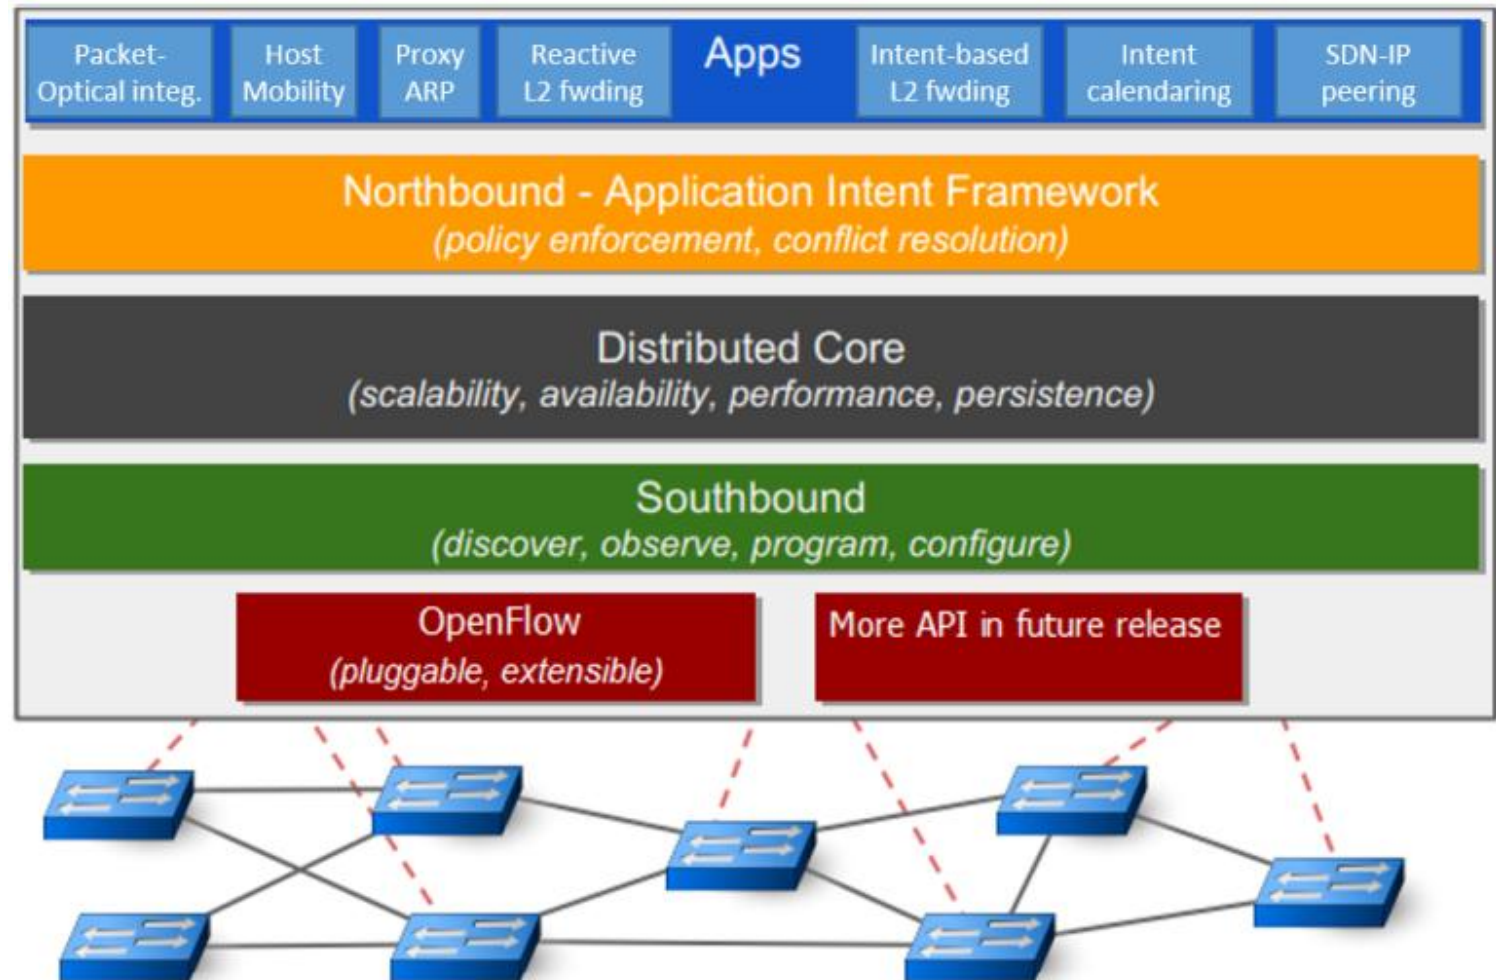 Packet-
Optical integ.
Host
Mobility
Proxy
ARP
Reactive
L2 fwding
Apps
Intent-based
L2 fwding
Intent
calendaring
SDN-IP
peering
Northbound - Application Intent Framework
(policy enforcement, conflict resolution)
Distributed Core
(scalability, availability, performance, persistence)
Southbound
(discover, observe, program, configure)
OpenFlow
(pluggable, extensible)
More API in future release